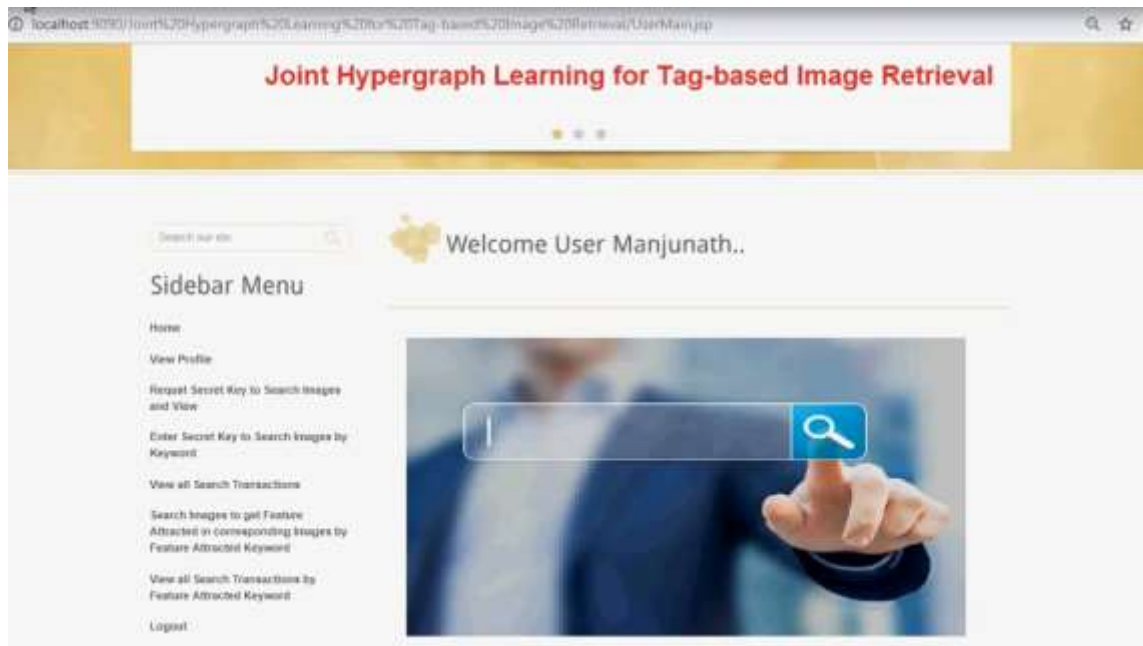 localhost:9090/Joint%20Hypergraph%20Learning%20for%20Tag-based%20Image%20Retrieval/UserMain.jsp
Joint Hypergraph Learning for Tag-based Image Retrieval
Search our site
Welcome User Manjunath..
Sidebar Menu
Home
View Profile
Requet Secret Key to Search Images
and View
Enter Secret Key to Search Images by
Keyword
View all Search Transactions
Search Images to get Feature
Attracted in corresponding Images by
Feature Attracted Keyword
View all Search Transactions by
Feature Attracted Keyword
Logout